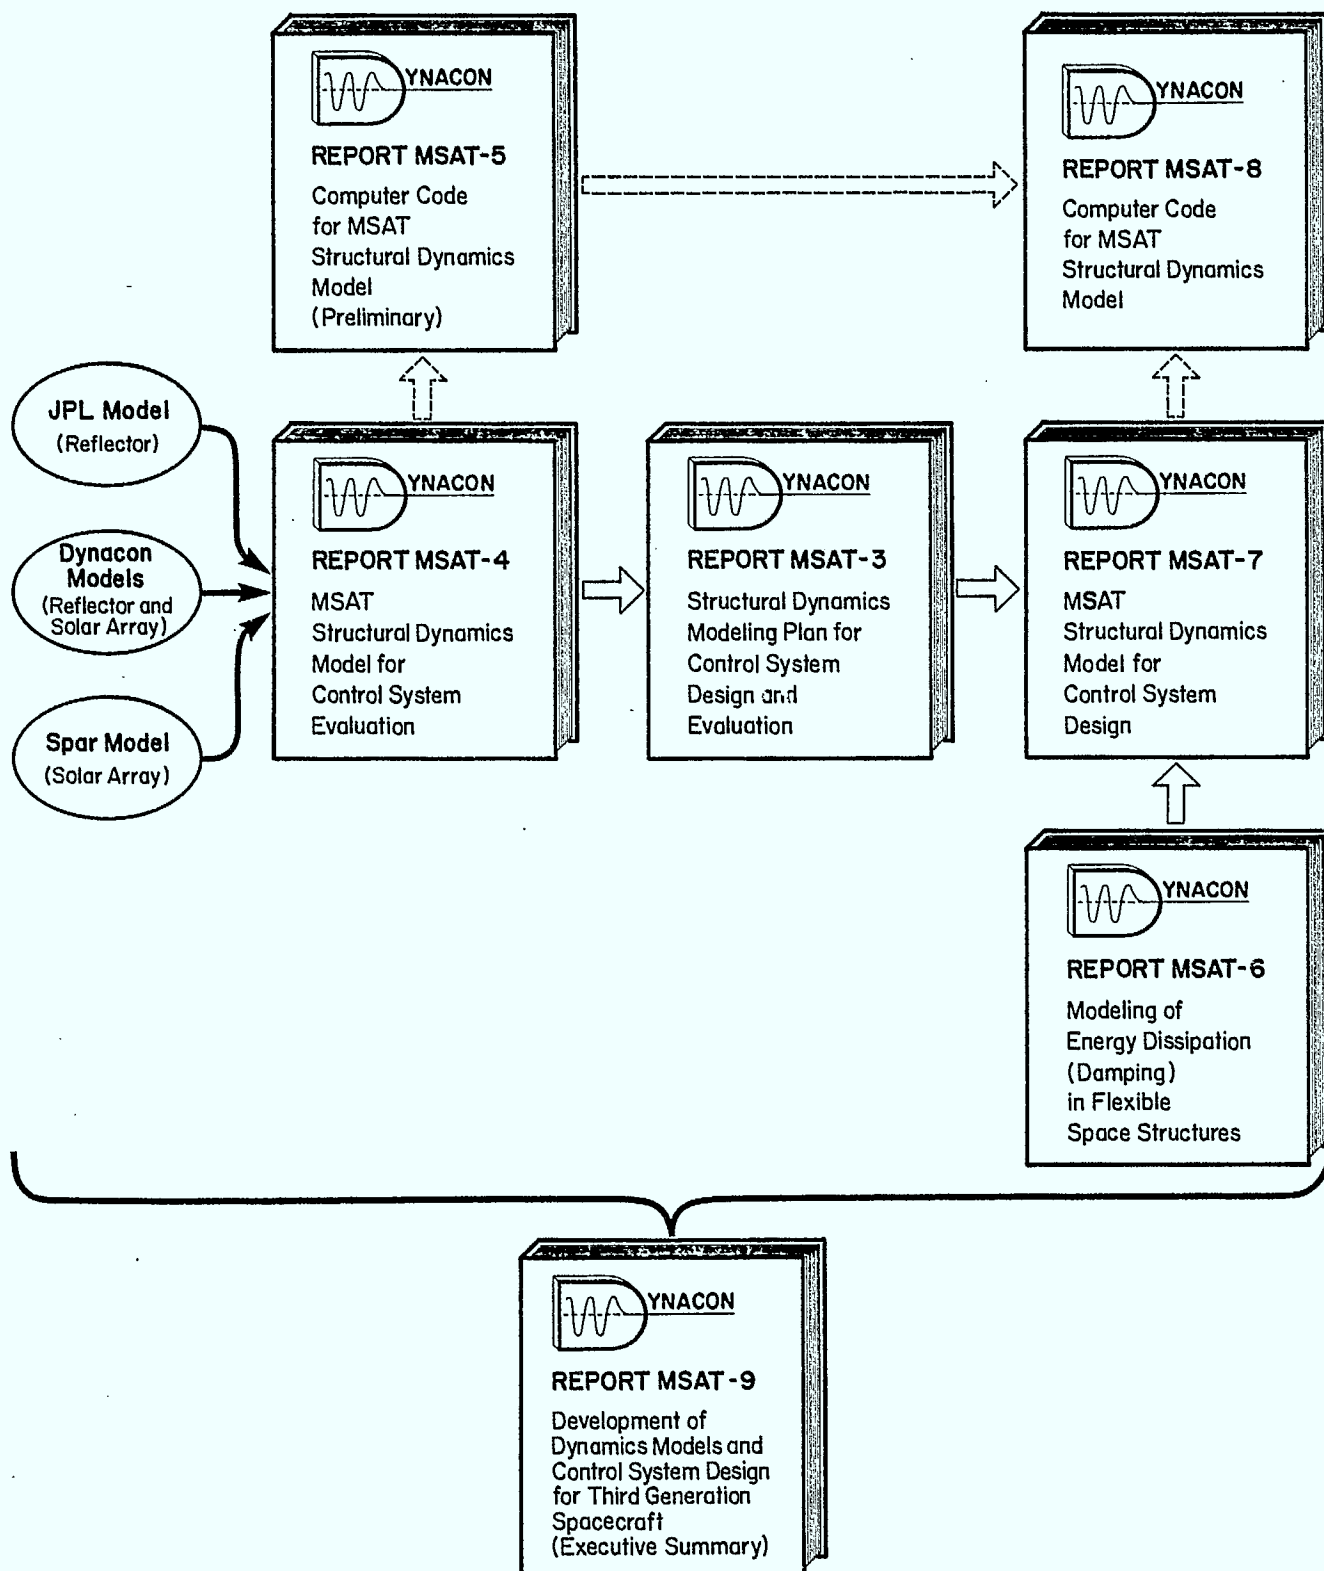 YNACON
REPORT MSAT-5
Computer Code
for MSAT
Structural Dynamics
Model
(Preliminary)
YNACON
REPORT MSAT-8
Computer Code
for MSAT
Structural Dynamics
Model
JPL Model
(Reflector)
Dynacon
Models
(Reflector and
Solar Array)
Spar Model
(Solar Array)
YNACON
REPORT MSAT-4
MSAT
Structural Dynamics
Model for
Control System
Evaluation
YNACON
REPORT MSAT-3
Structural Dynamics
Modeling Plan for
Control System
Design and
Evaluation
YNACON
REPORT MSAT-7
MSAT
Structural Dynamics
Model for
Control System
Design
YNACON
REPORT MSAT-6
Modeling of
Energy Dissipation
(Damping)
in Flexible
Space Structures
YNACON
REPORT MSAT-9
Development of
Dynamics Models and
Control System Design
for Third Generation
Spacecraft
(Executive Summary)